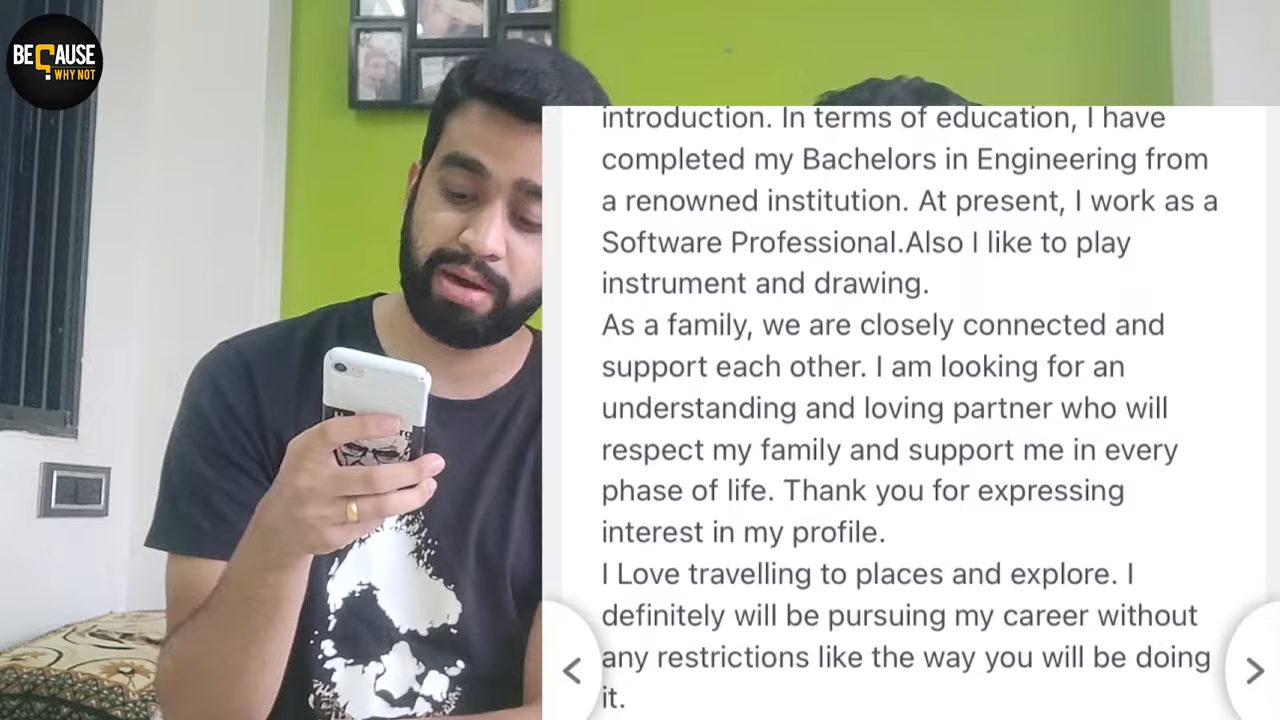 BECAUSE
WHY NOT
introduction. In terms of education, I have
completed my Bachelors in Engineering from
a renowned institution. At present, I work as a
Software Professional.Also I like to play
instrument and drawing.
As a family, we are closely connected and
support each other. I am looking for an
understanding and loving partner who will
respect my family and support me in every
phase of life. Thank you for expressing
interest in my profile.
I Love travelling to places and explore. I
definitely will be pursuing my career without
any restrictions like the way you will be doing
it.